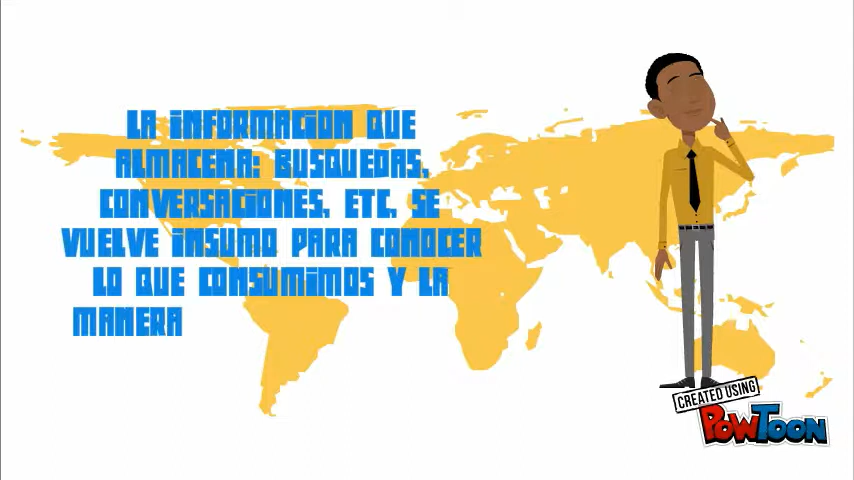 LA INFORMACION QUE
ALMACENA: BUSQUEDAS,
CONVERSACIONES, ETC, SE
VUELVE INSUMO PARA CONOCER
LO QUE CONSUMIMOS Y LA
MANERA
CREATED USING
POWTOON